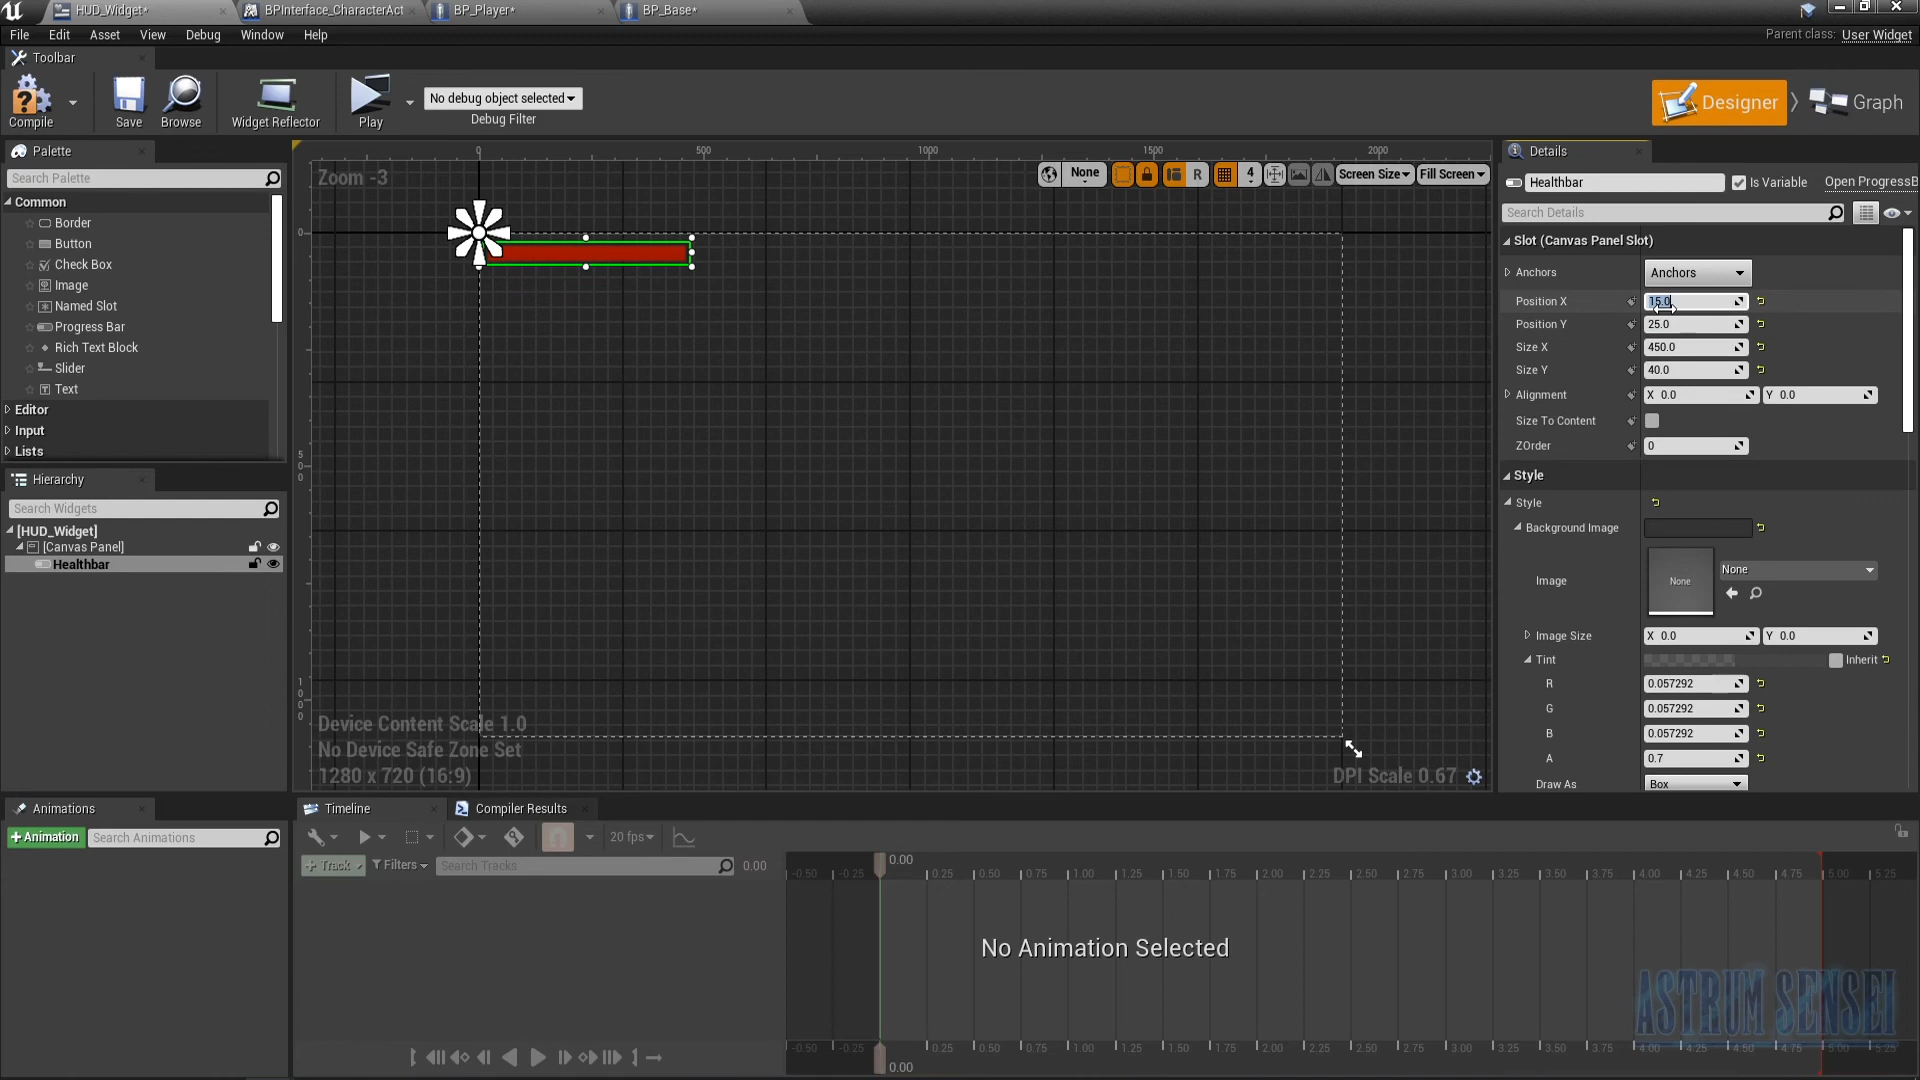 HUD_Widget*
BPInterface_CharacterAct
BP_Player*
BP_Base*
File Edit Asset View Debug Window Help
Parent class: User Widget
Toolbar
Compile
Save
Browse
Widget Reflector
Play
No debug object selected
Debug Filter
Designer
Graph
Palette
Search Palette
Common
Border
Button
Check Box
Image
Named Slot
Progress Bar
Rich Text Block
Slider
Text
Editor
Input
Lists
Hierarchy
Search Widgets
[HUD_Widget]
[Canvas Panel]
Healthbar
0 500 1000 1500 2000
Zoom -3
None
R
4
Screen Size
Fill Screen
0
5
0
0
1
0
0
0
Device Content Scale 1.0
No Device Safe Zone Set
1280 x 720 (16:9)
DPI Scale 0.67
Details
Healthbar
Is Variable
Open ProgressB
Search Details
Slot (Canvas Panel Slot)
Anchors Anchors
Position X 15.0
Position Y 25.0
Size X 450.0
Size Y 40.0
Alignment X 0.0 Y 0.0
Size To Content
ZOrder 0
Style
Style
Background Image
Image None None
Image Size X 0.0 Y 0.0
Tint Inherit
R 0.057292
G 0.057292
B 0.057292
A 0.7
Draw As Box
Animations
+Animation
Search Animations
Timeline
Compiler Results
20 fps
+ Track
Filters
Search Tracks
0.00
0.00
-0.50 -0.25 0.25 0.50 0.75 1.00 1.25 1.50 1.75 2.00 2.25 2.50 2.75 3.00 3.25 3.50 3.75 4.00 4.25 4.50 4.75 5.00 5.25
No Animation Selected
ASTRUM SENSEI
-0.50 -0.25 0.25 0.50 0.75 1.00 1.25 1.50 1.75 2.00 2.25 2.50 2.75 3.00 3.25 3.50 3.75 4.00 4.25 4.50 4.75 5.00 5.25
0.00